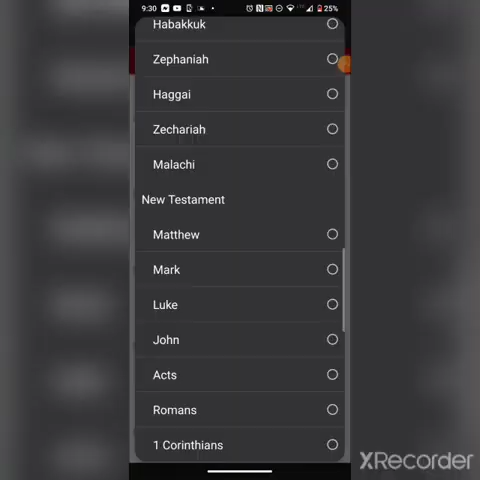 9:30
LTE
25%
Habakkuk
Zephaniah
Haggai
Zechariah
Malachi
New Testament
Matthew
Mark
Luke
John
Acts
Romans
1 Corinthians
XRecorder